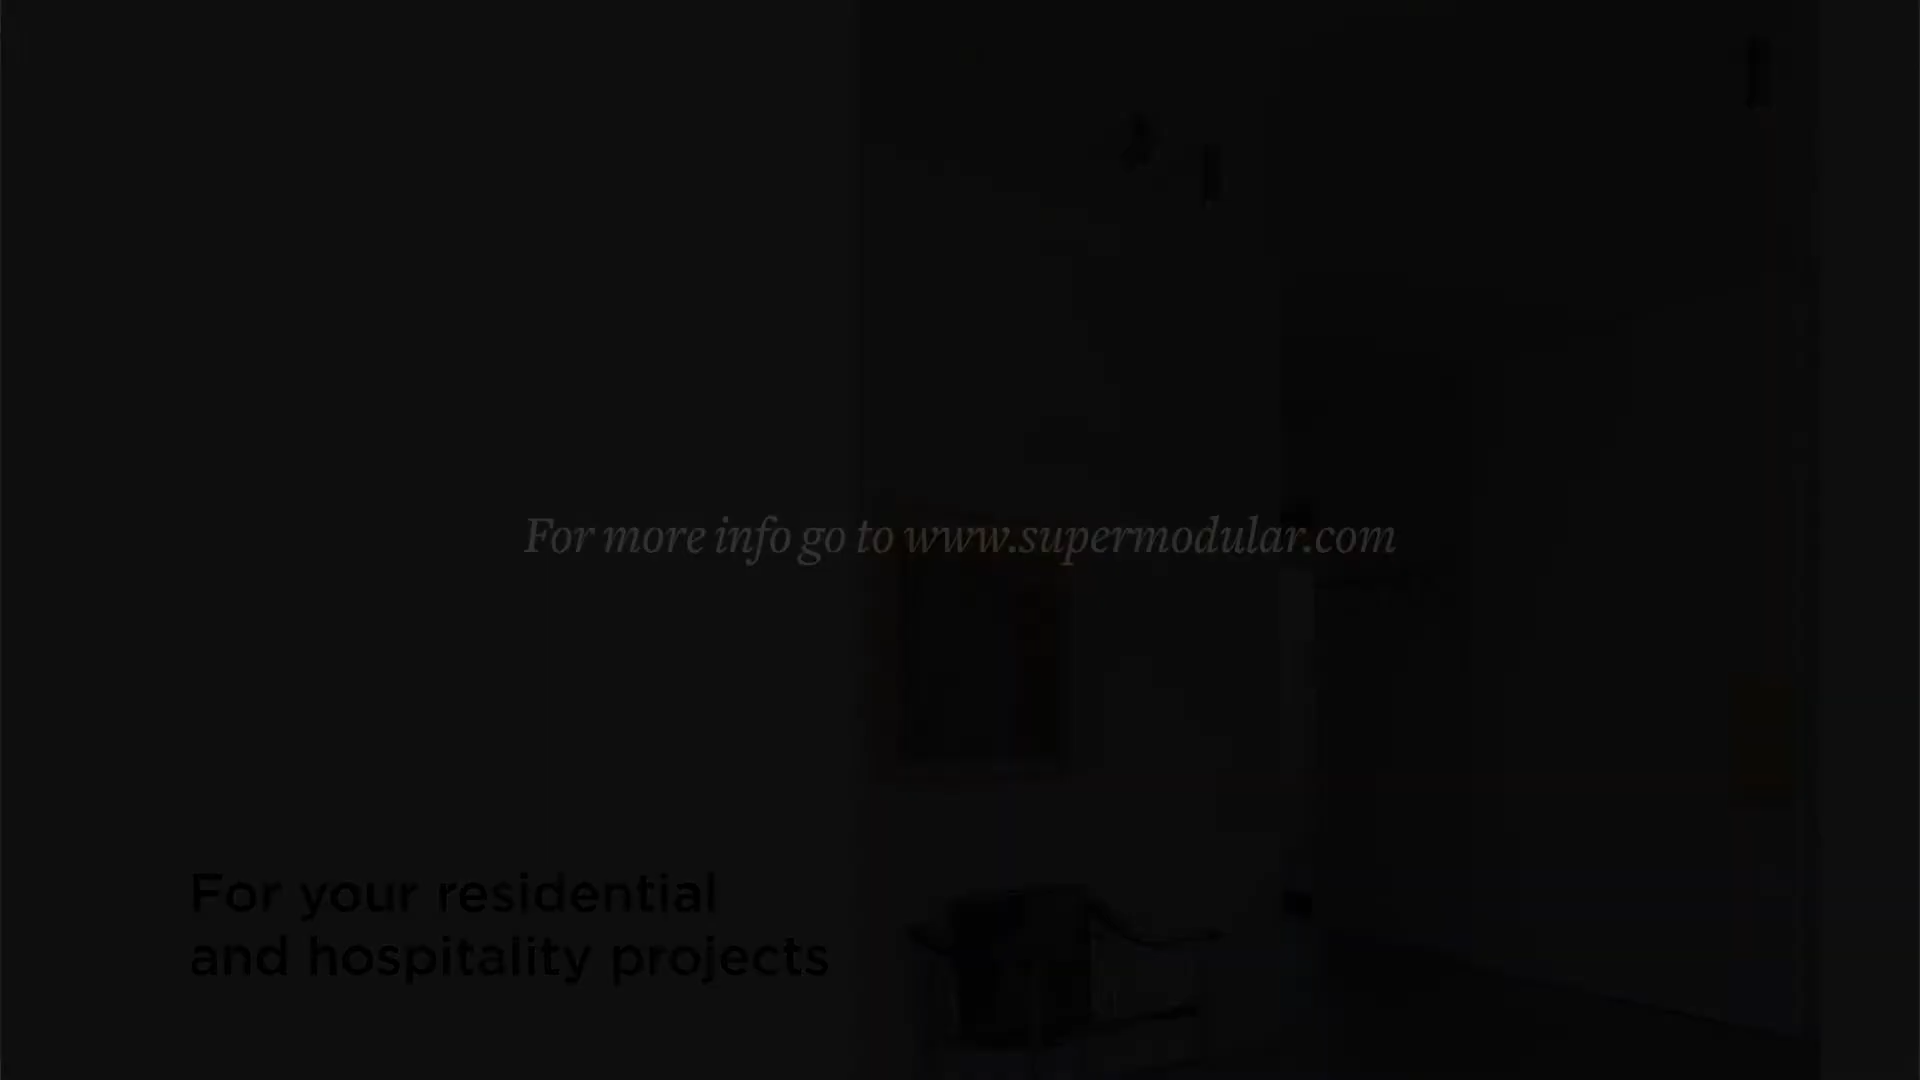 For more info go to www.supermodular.com
For your residential
and hospitality projects